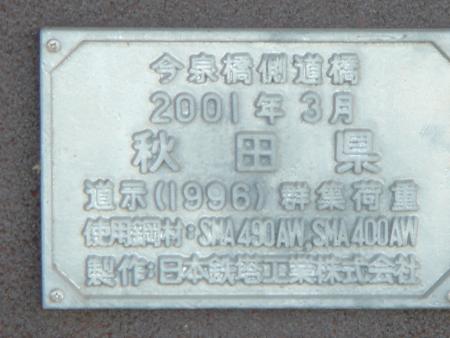 今泉橋側道橋
2001年3月
秋田県
道示(1996)群集荷重
使用鋼材:SMA490AW,SMA400AW
製作:日本鉄塔工業株式会社